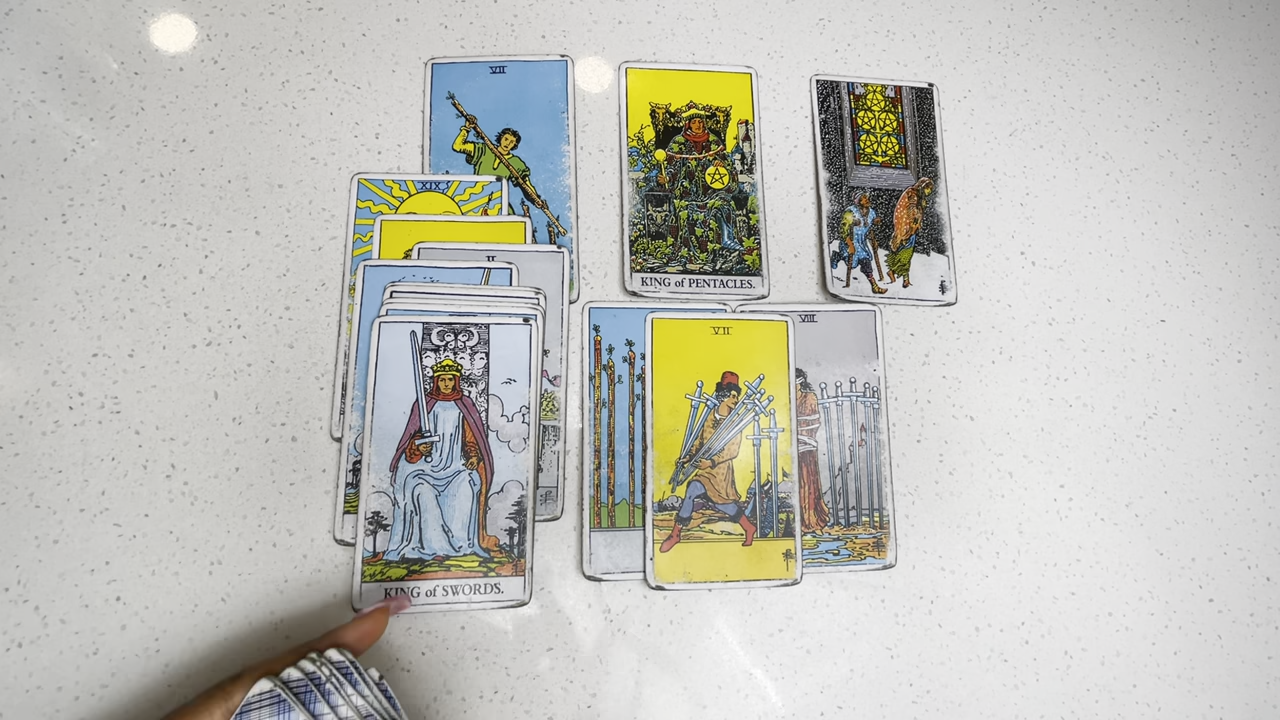 VII
KING of PENTACLES.
XIX
II
VII
VIII
KING of SWORDS.